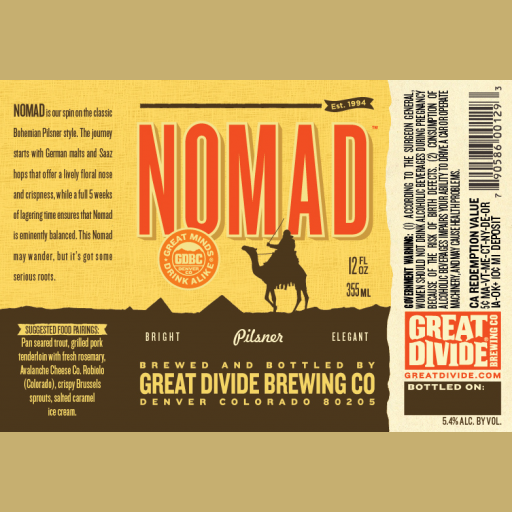 NOMAD is our spin on the classic
Bohemian Pilsner style. The journey
starts with German malts and Saaz
hops that offer a lively floral nose
and crispness, while a full 5 weeks
of lagering time ensures that Nomad
is eminently balanced. This Nomad
may wander, but it's got some
serious roots.
SUGGESTED FOOD PAIRINGS:
Pan seared trout, grilled pork
tenderloin with fresh rosemary,
Avalanche Cheese Co. Robiolo
(Colorado), crispy Brussels
sprouts, salted caramel
ice cream.
Est. 1994
NOMAD™
GREAT MINDS
GDBC
DRINK ALIKE
12 FL
OZ
355 ML
BRIGHT
Pilsner
ELEGANT
BREWED AND BOTTLED BY
GREAT DIVIDE BREWING CO
DENVER COLORADO 80205
GOVERNMENT WARNING: (1) ACCORDING TO THE SURGEON GENERAL,
WOMEN SHOULD NOT DRINK ALCOHOLIC BEVERAGES DURING PREGNANCY
BECAUSE OF THE RISK OF BIRTH DEFECTS. (2) CONSUMPTION OF
ALCOHOLIC BEVERAGES IMPAIRS YOUR ABILITY TO DRIVE A CAR OR OPERATE
MACHINERY, AND MAY CAUSE HEALTH PROBLEMS.
CA REDEMPTION VALUE
5¢ MA-VT-ME-CT-NY-DE-OR
IA-OK+ 10¢ MI DEPOSIT
7 90586 00129 3
GREAT
DIVIDE®
BREWING CO
GREATDIVIDE.COM
BOTTLED ON:
5.4% ALC. BY VOL.